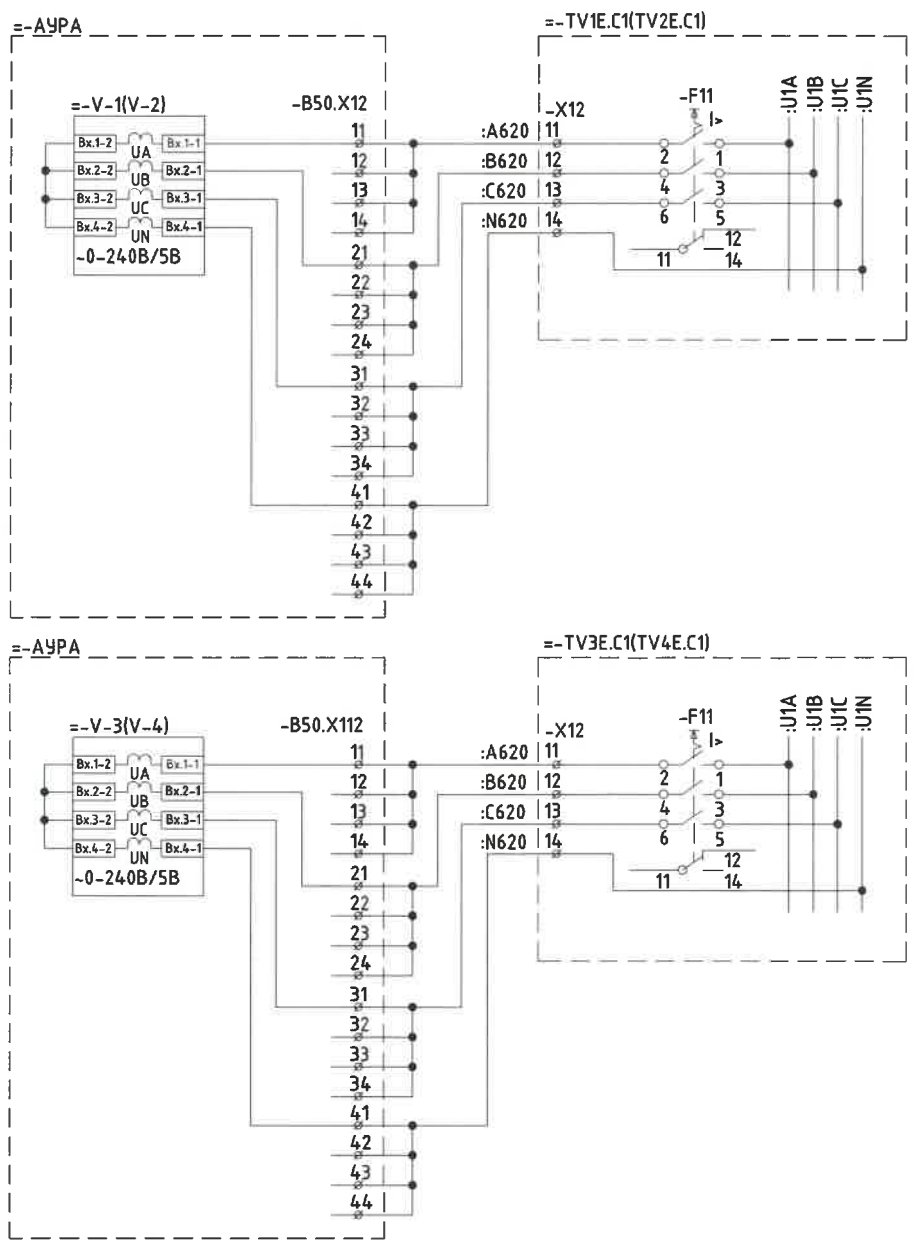 =-АУРА
=-TV1E.C1(TV2E.C1)
=-V-1(V-2)
-B50.X12
-X12
-F11
:U1A
:U1B
:U1C
:U1N
I>
Вх.1-2 UA Вх.1-1
Вх.2-2 UB Вх.2-1
Вх.3-2 UC Вх.3-1
Вх.4-2 UN Вх.4-1
~0-240В/5В
11
12
13
14
21
22
23
24
31
32
33
34
41
42
43
44
:A620 11
:B620 12
:C620 13
:N620 14
2 1
4 3
6 5
11 12
14
=-АУРА
=-TV3E.C1(TV4E.C1)
=-V-3(V-4)
-B50.X112
-X12
-F11
:U1A
:U1B
:U1C
:U1N
I>
Вх.1-2 UA Вх.1-1
Вх.2-2 UB Вх.2-1
Вх.3-2 UC Вх.3-1
Вх.4-2 UN Вх.4-1
~0-240В/5В
11
12
13
14
21
22
23
24
31
32
33
34
41
42
43
44
:A620 11
:B620 12
:C620 13
:N620 14
2 1
4 3
6 5
11 12
14